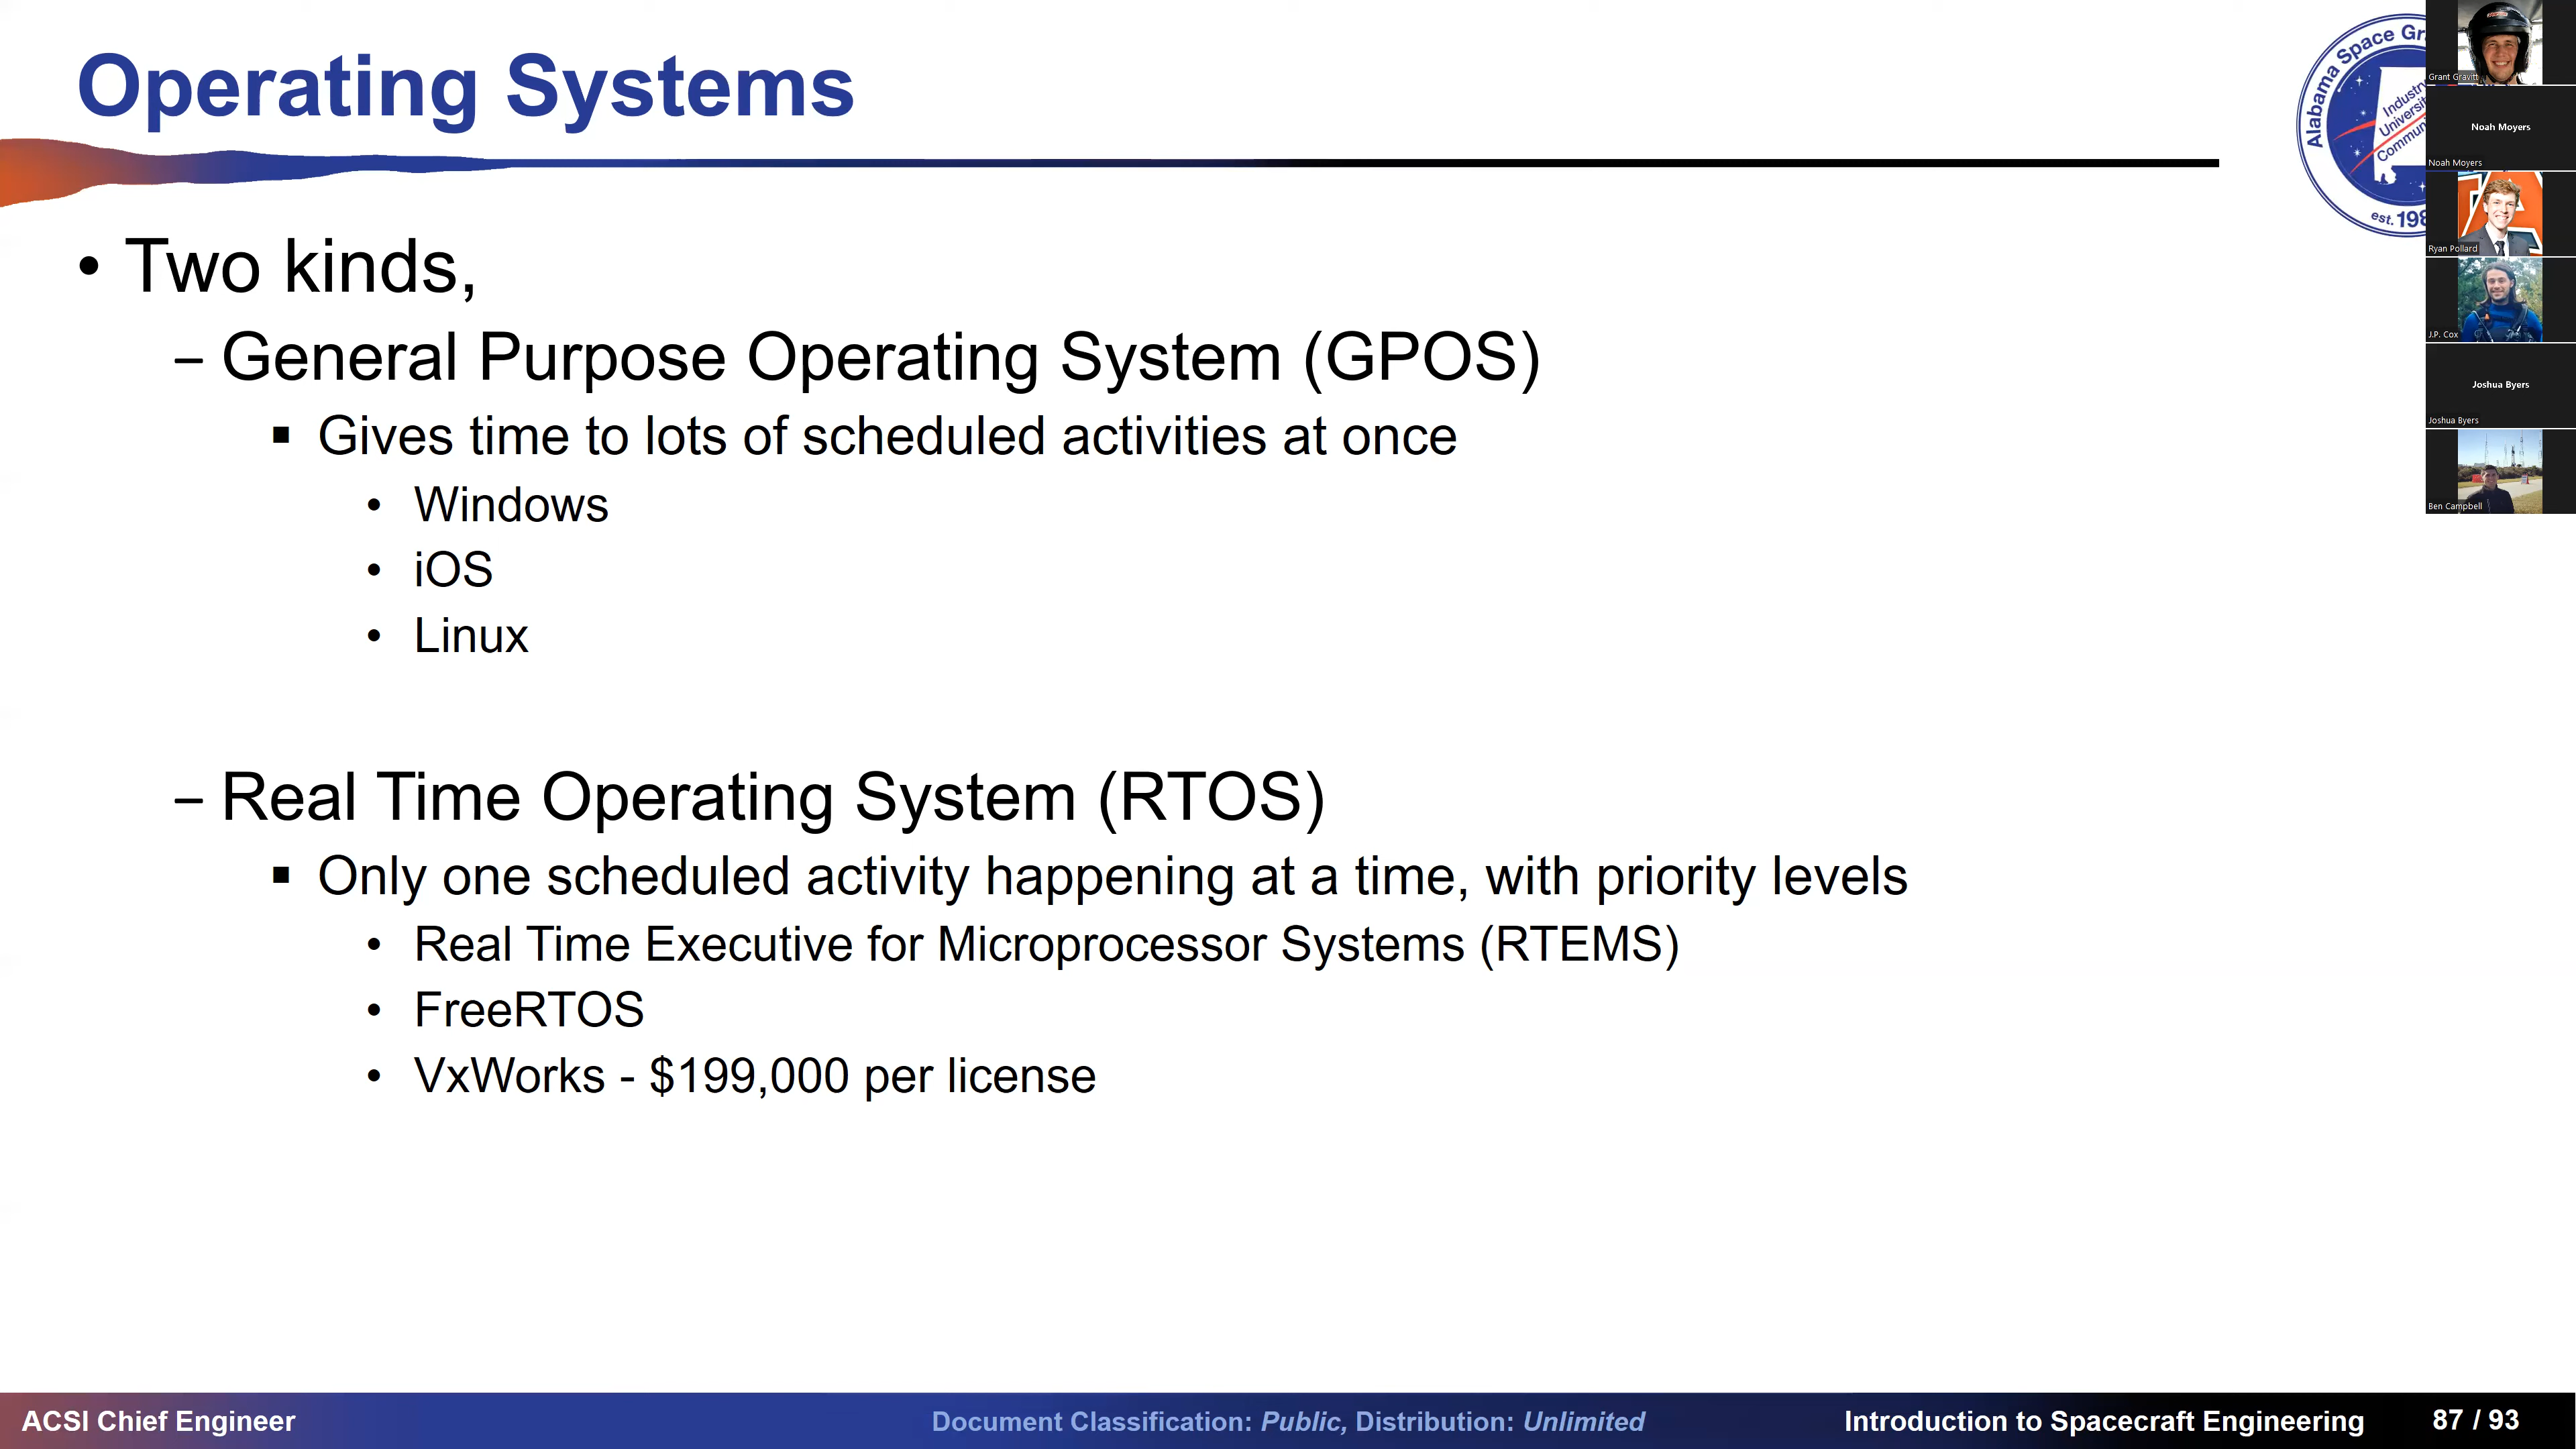 Operating Systems
• Two kinds,
– General Purpose Operating System (GPOS)
▪ Gives time to lots of scheduled activities at once
• Windows
• iOS
• Linux
– Real Time Operating System (RTOS)
▪ Only one scheduled activity happening at a time, with priority levels
• Real Time Executive for Microprocessor Systems (RTEMS)
• FreeRTOS
• VxWorks - $199,000 per license
Alabama Space
est.
Grant Gravitt
Noah Moyers
Noah Moyers
Ryan Pollard
J.P. Cox
Joshua Byers
Joshua Byers
Ben Campbell
ACSI Chief Engineer
Document Classification: Public, Distribution: Unlimited
Introduction to Spacecraft Engineering
87 / 93